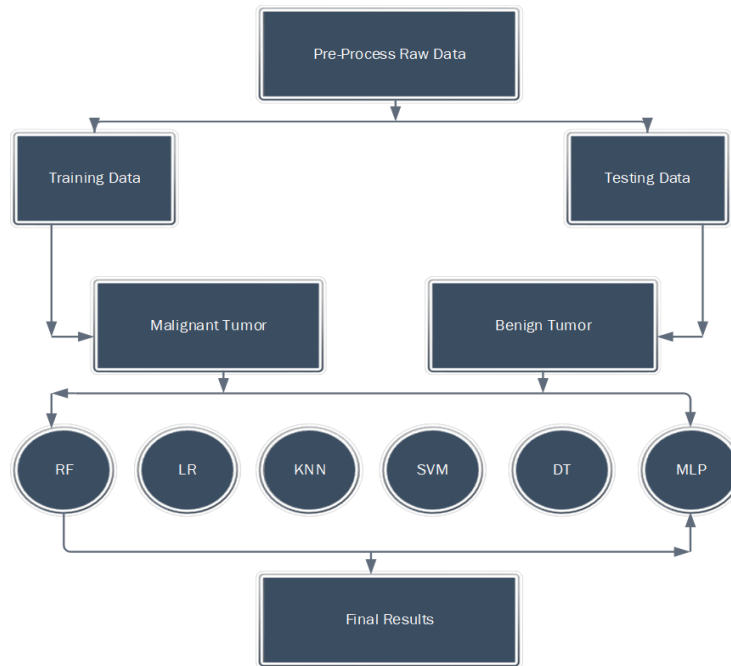 Pre-Process Raw Data
Training Data
Testing Data
Malignant Tumor
Benign Tumor
RF
LR
KNN
SVM
DT
MLP
Final Results